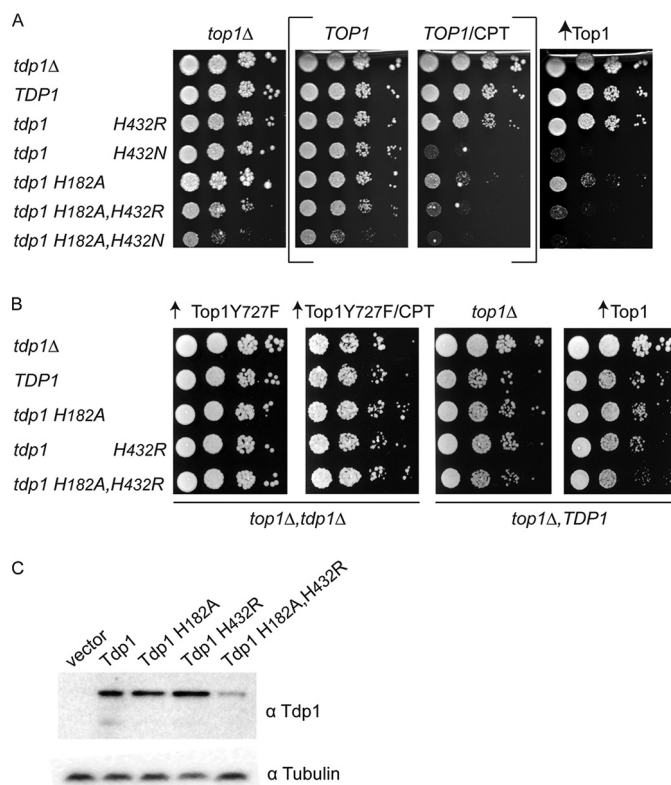 A
top1Δ TOP1 TOP1/CPT ↑Top1
tdp1Δ
TDP1
tdp1 H432R
tdp1 H432N
tdp1 H182A
tdp1 H182A,H432R
tdp1 H182A,H432N
B
↑ Top1Y727F ↑Top1Y727F/CPT top1Δ ↑Top1
tdp1Δ
TDP1
tdp1 H182A
tdp1 H432R
tdp1 H182A,H432R
top1Δ,tdp1Δ top1Δ,TDP1
C
vector Tdp1 Tdp1 H182A Tdp1 H432R Tdp1 H182A,H432R
α Tdp1
α Tubulin